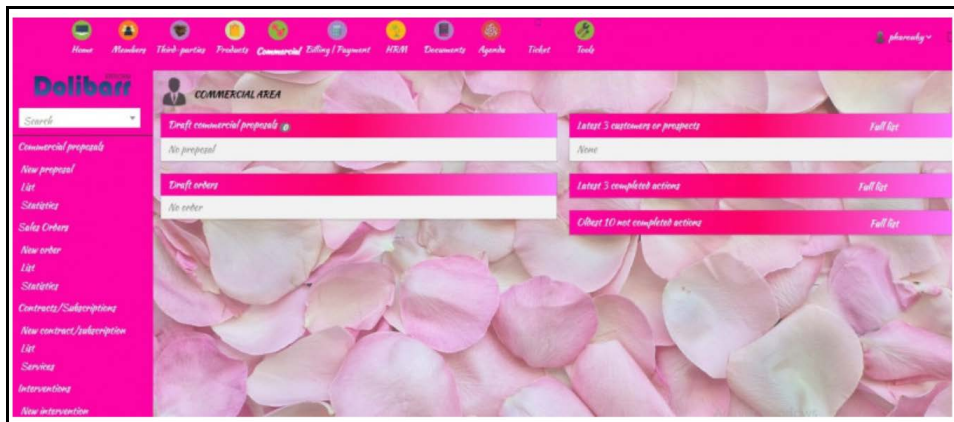 Home Members Third-parties Products Commercial Billing | Payment HRM Documents Agenda Ticket Tools
Dolibarr
COMMERCIAL AREA
Search
Draft commercial proposals 0
No proposal
Draft orders
No order
Latest 3 customers or prospects Full list
None
Latest 3 completed actions Full list
Oldest 10 not completed actions Full list
Commercial proposals
New proposal
List
Statistics
Sales Orders
New order
List
Statistics
Contracts/Subscriptions
New contract/subscription
List
Services
Interventions
New intervention